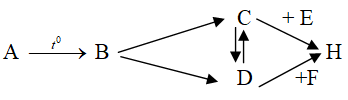 C + E
A t⁰ B H
D +F